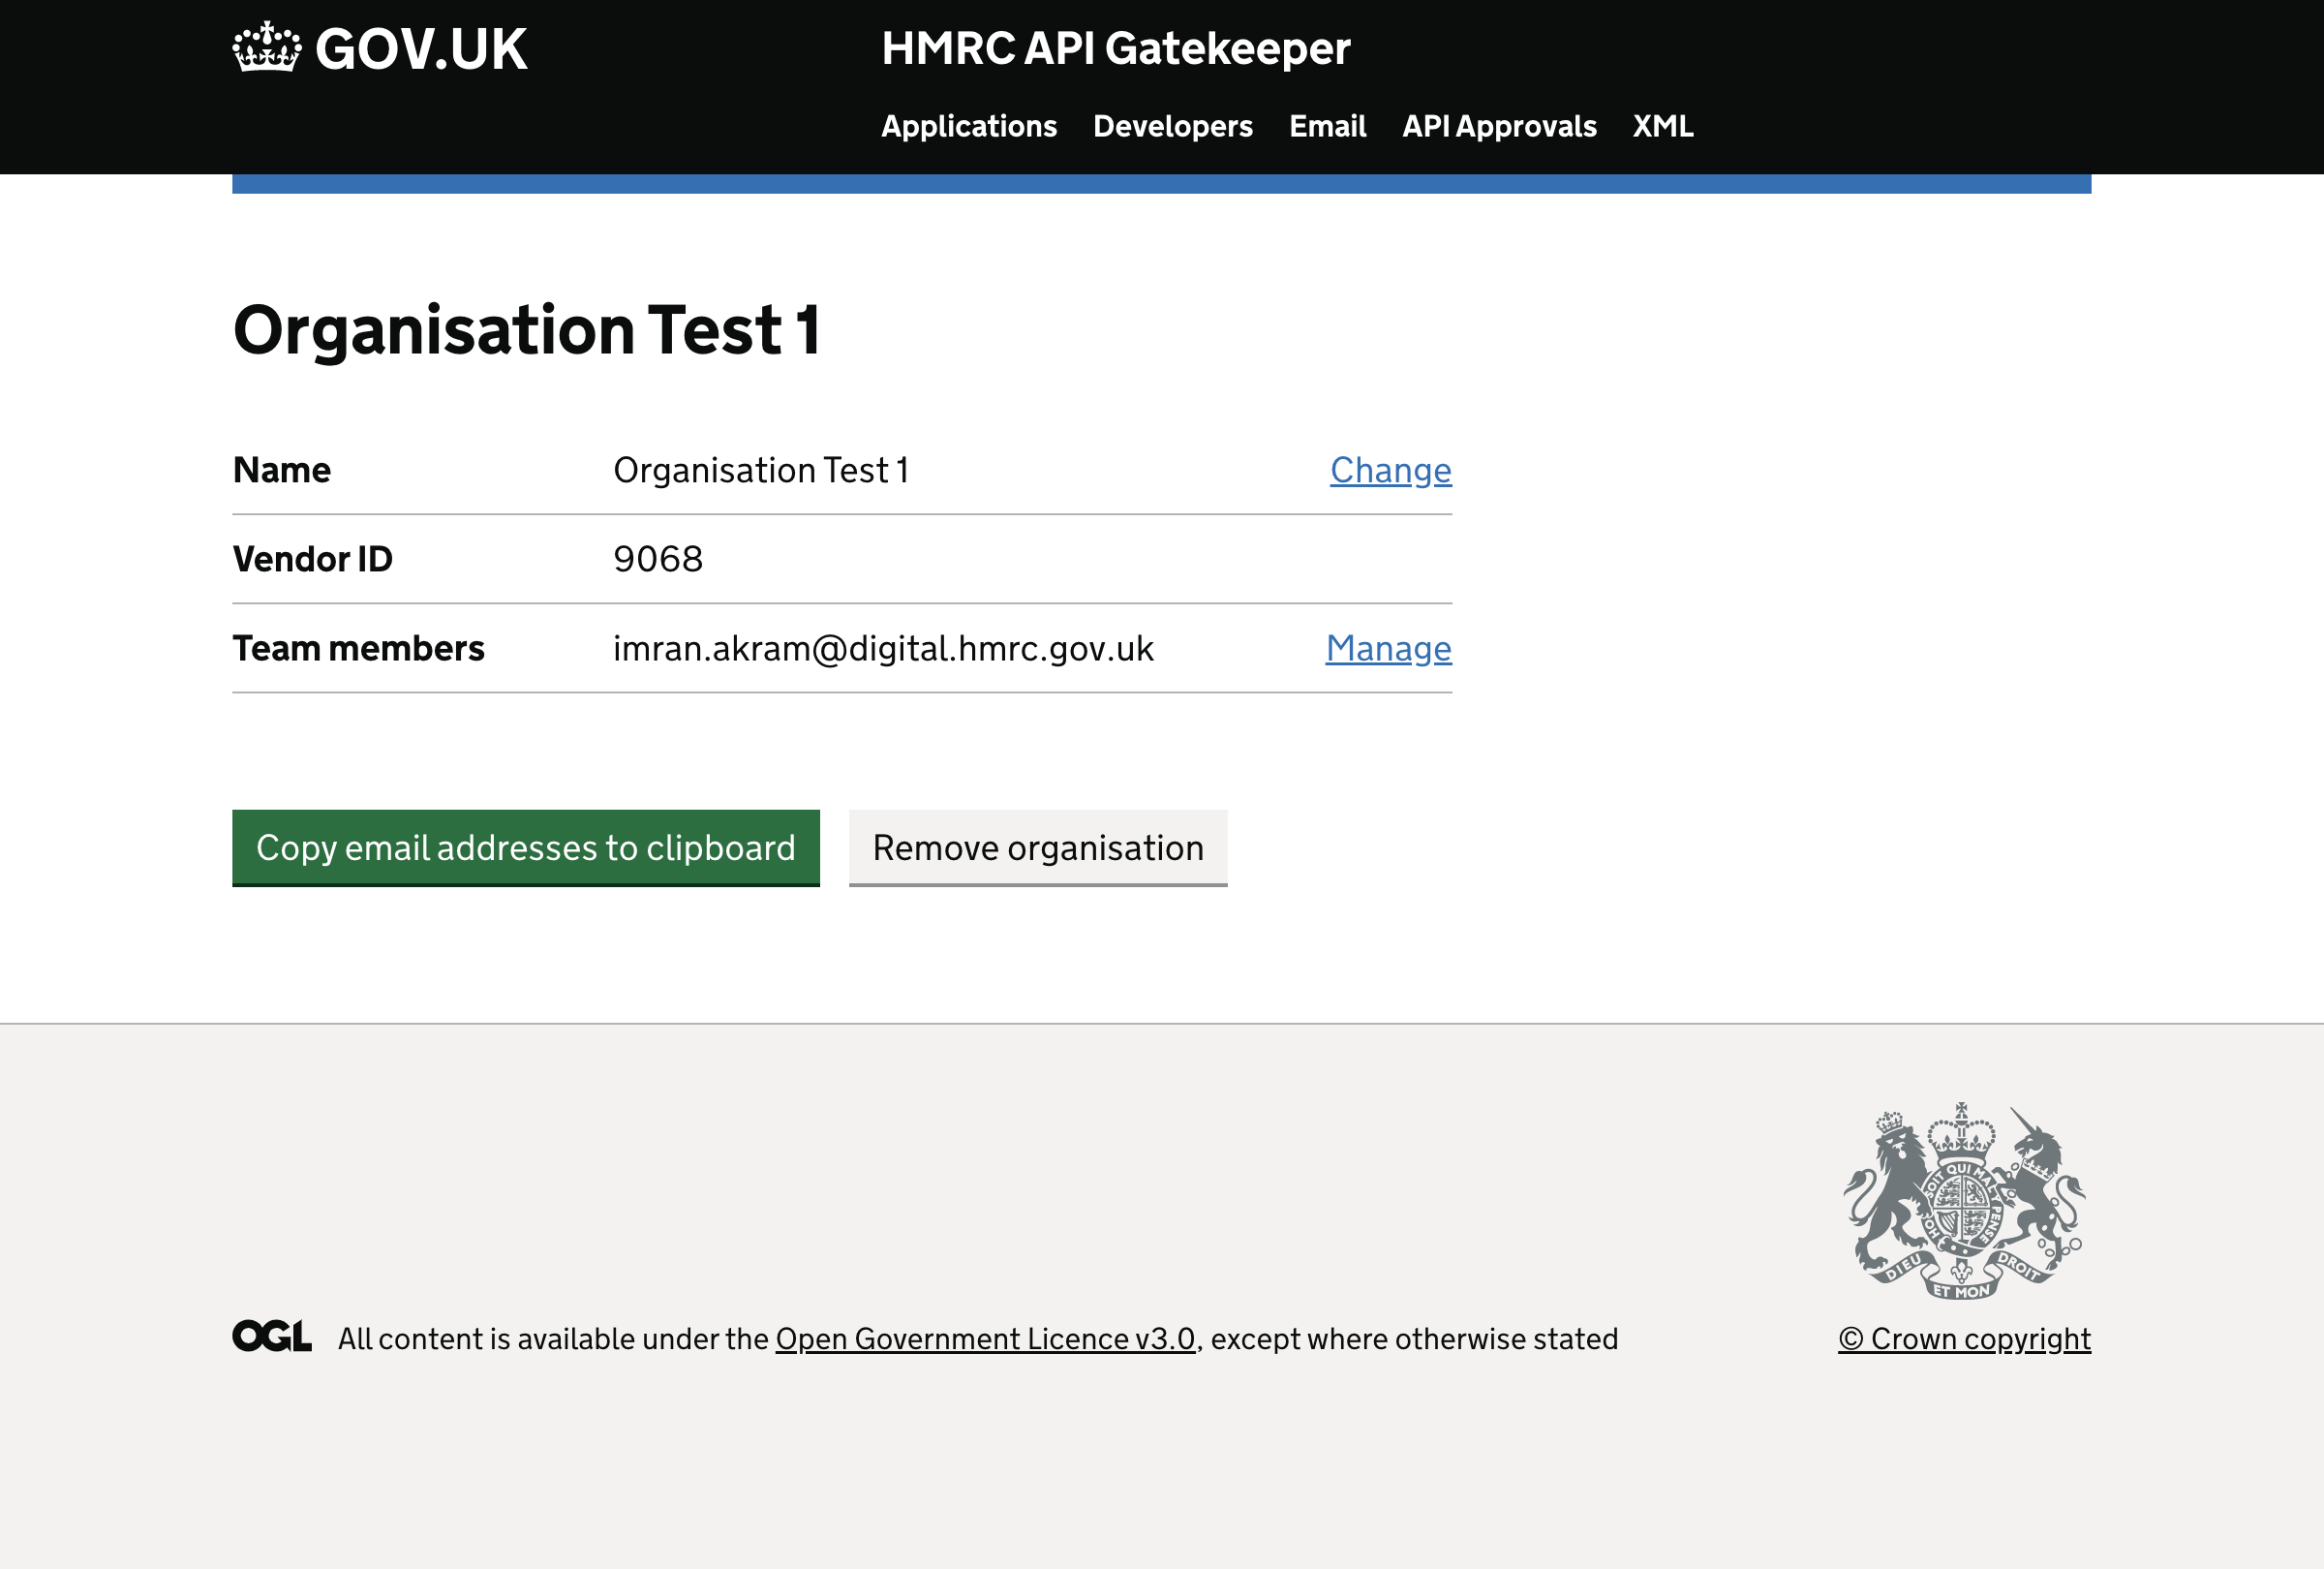 GOV.UK
HMRC API Gatekeeper
Applications Developers Email API Approvals XML
Organisation Test 1
Name Organisation Test 1 Change
Vendor ID 9068
Team members imran.akram@digital.hmrc.gov.uk Manage
Copy email addresses to clipboard Remove organisation
SOIT QUI MAL Y PENSE
HO
DIEU ET MON DROIT
OGL All content is available under the Open Government Licence v3.0, except where otherwise stated
© Crown copyright